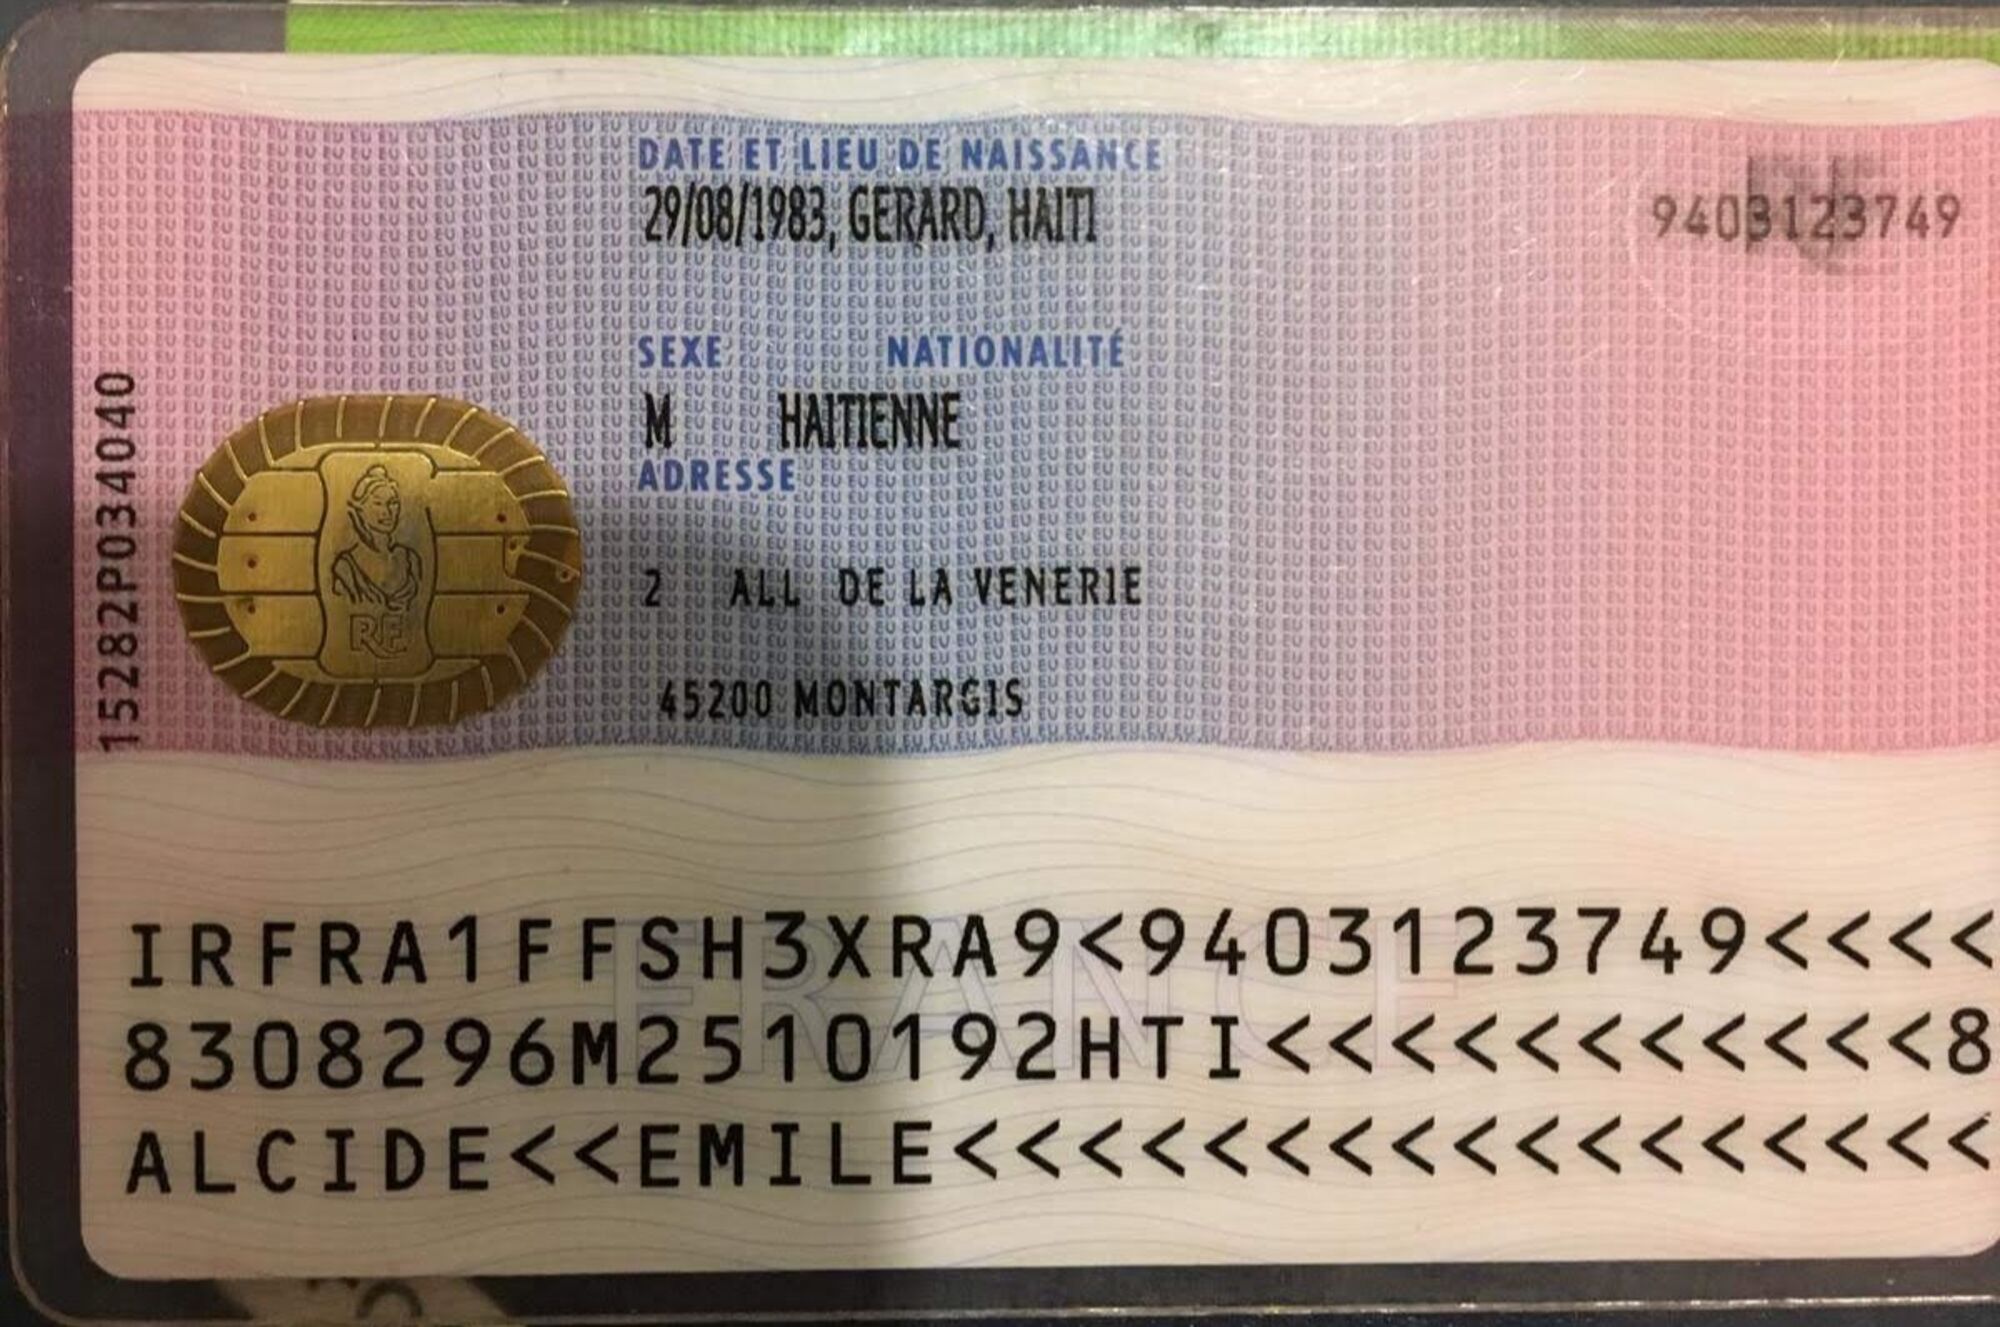 DATE ET LIEU DE NAISSANCE
29/08/1983, GERARD, HAITI
9403123749
SEXE NATIONALITÉ
M HAITIENNE
ADRESSE
2 ALL DE LA VENERIE
45200 MONTARGIS
15282P034040
RF
FRANCE
IRFRA1FFSH3XRA9<9403123749<<<<
8308296M2510192HTI<<<<<<<<<<<8
ALCIDE<<EMILE<<<<<<<<<<<<<<<<<